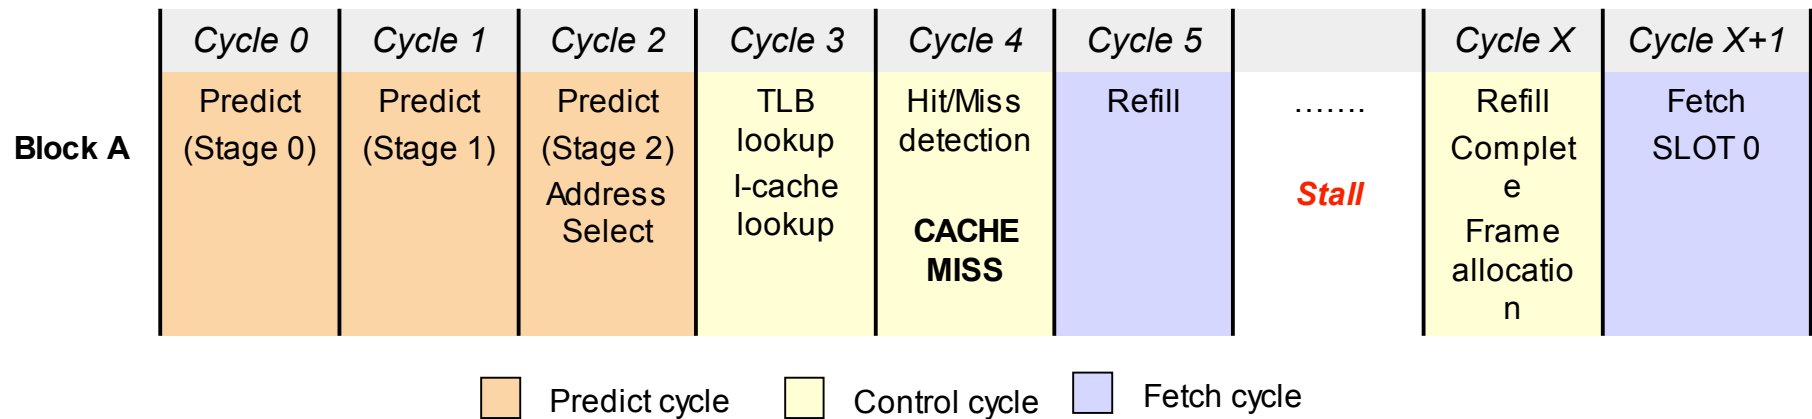 Cycle 0 Cycle 1 Cycle 2 Cycle 3 Cycle 4 Cycle 5 Cycle X Cycle X+1
Block A
Predict
(Stage 0)
Predict
(Stage 1)
Predict
(Stage 2)
Address
Select
TLB
lookup
I-cache
lookup
Hit/Miss
detection
CACHE
MISS
Refill
.......
Stall
Refill
Complet
e
Frame
allocatio
n
Fetch
SLOT 0
Predict cycle Control cycle Fetch cycle